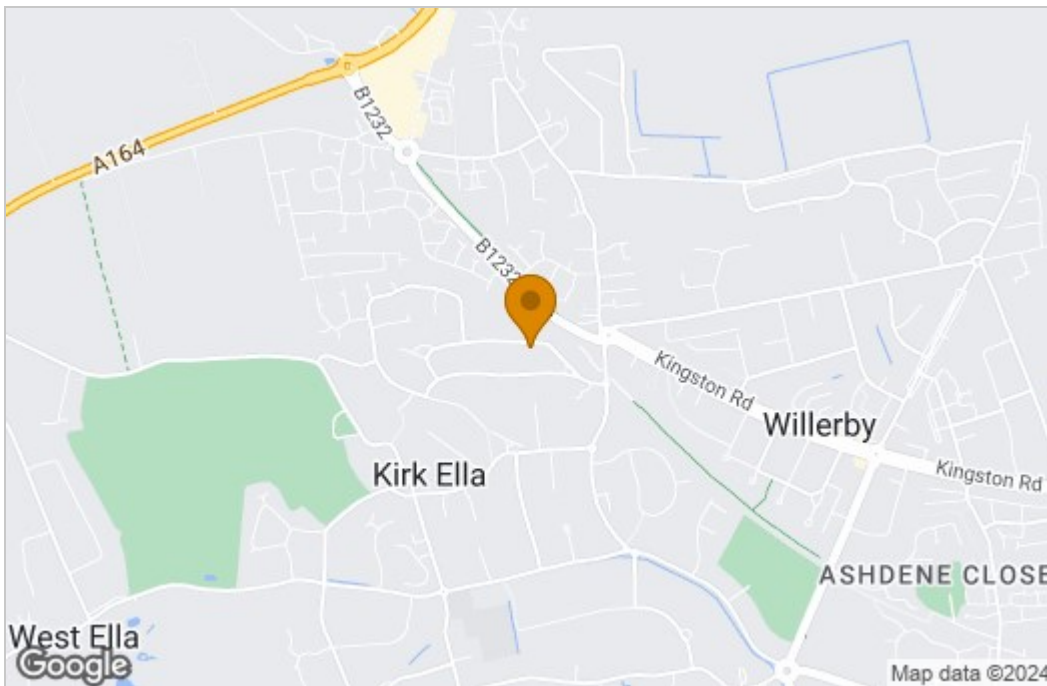 B1232
A164
B1232
Kingston Rd
Willerby
Kirk Ella
Kingston Rd
ASHDENE CLOSE
West Ella
Google
Map data ©2024